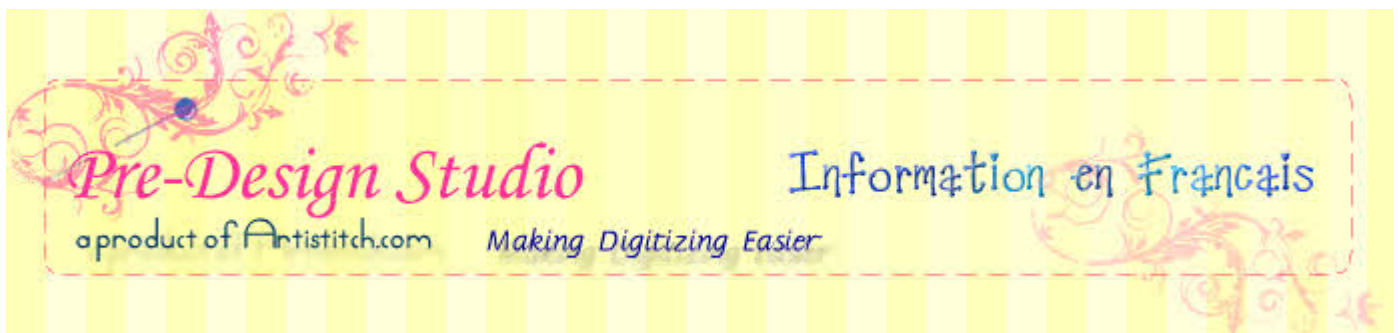 Pre-Design Studio
Information en Francais
a product of Artistitch.com
Making Digitizing Easier